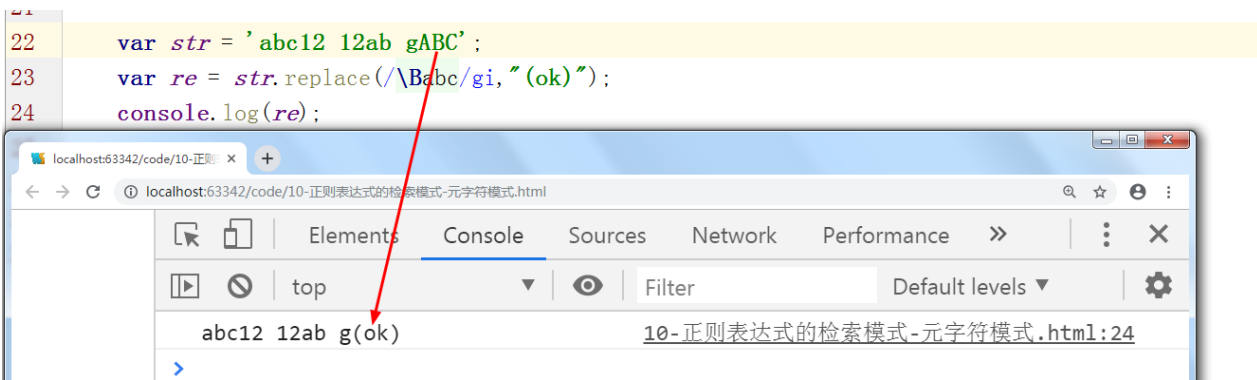 22 var str = 'abc12 12ab gABC';
23 var re = str.replace(/\Babc/gi,"(ok)");
24 console.log(re);
localhost:63342/code/10-正则
localhost:63342/code/10-正则表达式的检索模式-元字符模式.html
Elements Console Sources Network Performance
top Filter Default levels
abc12 12ab g(ok) 10-正则表达式的检索模式-元字符模式.html:24